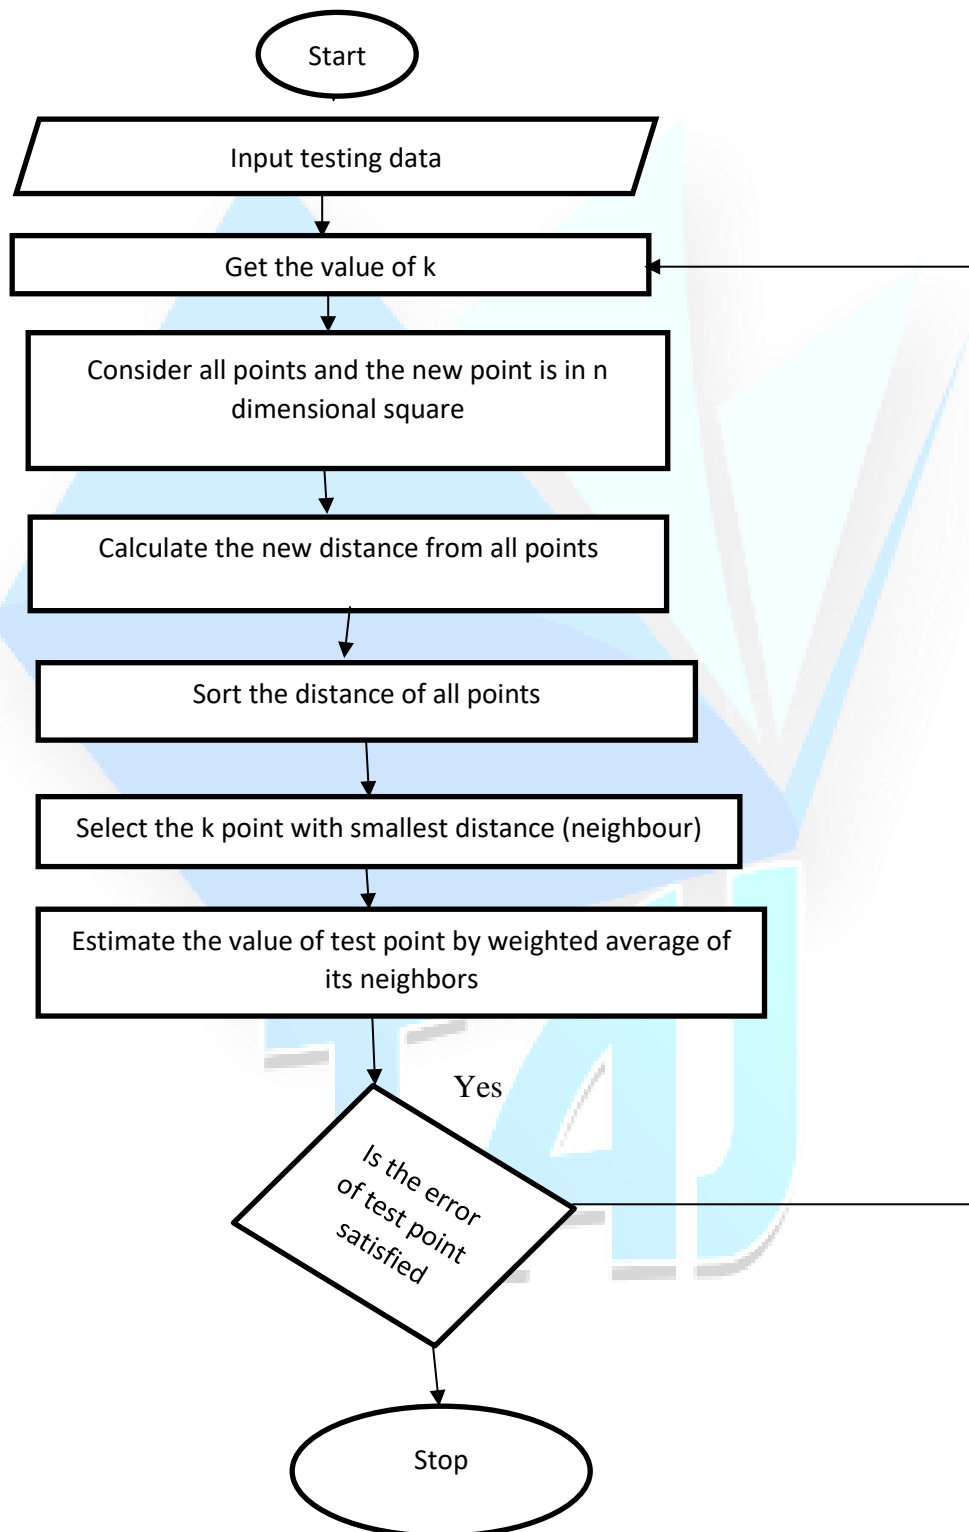 Start
Input testing data
Get the value of k
Consider all points and the new point is in n
dimensional square
Calculate the new distance from all points
Sort the distance of all points
Select the k point with smallest distance (neighbour)
Estimate the value of test point by weighted average of
its neighbors
Yes
Is the error
of test point
satisfied
Stop
TAJ